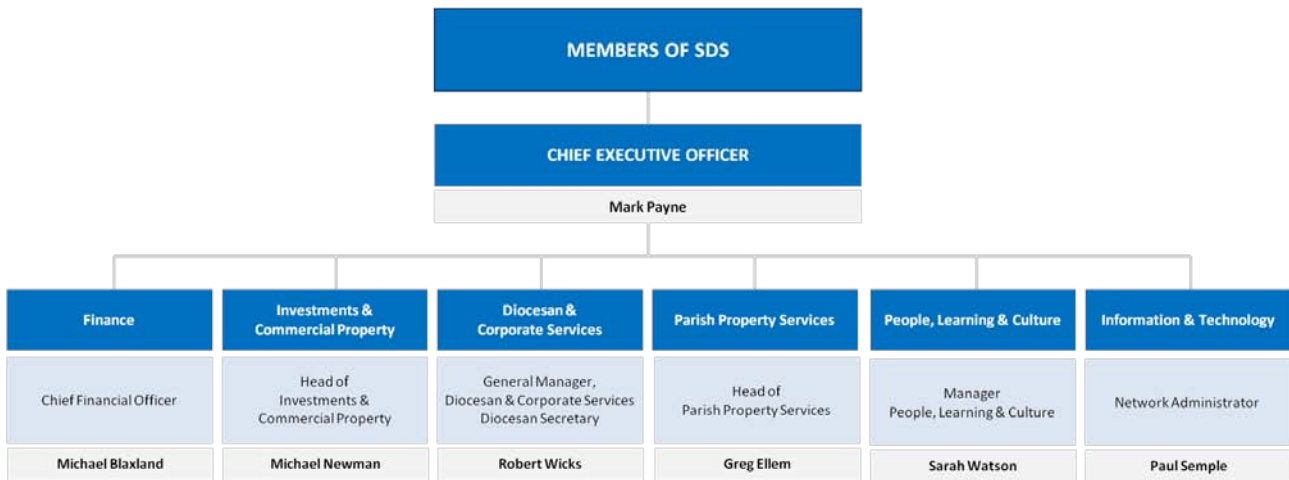 MEMBERS OF SDS
CHIEF EXECUTIVE OFFICER
Mark Payne
Finance
Chief Financial Officer
Michael Blaxland
Investments &
Commercial Property
Head of
Investments &
Commercial Property
Michael Newman
Diocesan &
Corporate Services
General Manager,
Diocesan & Corporate Services
Diocesan Secretary
Robert Wicks
Parish Property Services
Head of
Parish Property Services
Greg Ellem
People, Learning & Culture
Manager
People, Learning & Culture
Sarah Watson
Information & Technology
Network Administrator
Paul Semple